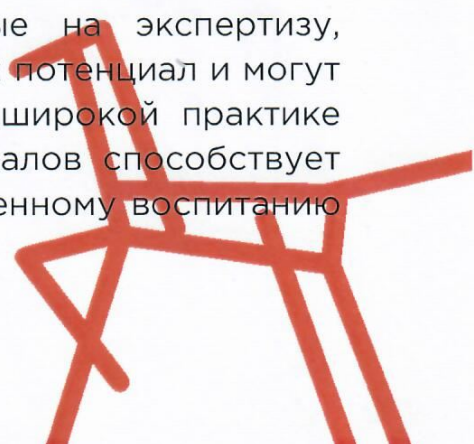 ые на экспертизу,
потенциал и могут
широкой практике
алов способствует
енному воспитанию